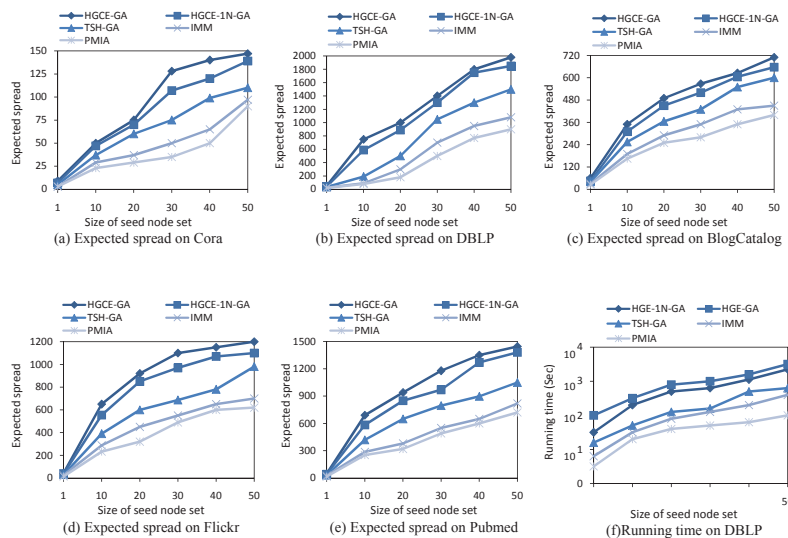 HGCE-GA HGCE-1N-GA
TSH-GA IMM
PMIA
150
125
100
75
50
25
0
Expected spread
1 10 20 30 40 50
Size of seed node set
(a) Expected spread on Cora
HGCE-GA HGCE-1N-GA
TSH-GA IMM
PMIA
2000
1800
1600
1400
1200
1000
800
600
400
200
0
Expected spread
1 10 20 30 40 50
Size of seed node set
(b) Expected spread on DBLP
HGCE-GA HGCE-1N-GA
TSH-GA IMM
PMIA
720
600
480
360
240
120
0
Expected spread
1 10 20 30 40 50
Size of seed node set
(c) Expected spread on BlogCatalog
HGCE-GA HGCE-1N-GA
TSH-GA IMM
PMIA
1200
1000
800
600
400
200
0
Expected spread
1 10 20 30 40 50
Size of seed node set
(d) Expected spread on Flickr
HGCE-GA HGCE-1N-GA
TSH-GA IMM
PMIA
1500
1200
900
600
300
0
Expected spread
1 10 20 30 40 50
Size of seed node set
(e) Expected spread on Pubmed
HGE-1N-GA HGE-GA
TSH-GA IMM
PMIA
10^4
10^3
10^2
10^1
0
Running time (Sec)
5
Size of seed node set
(f)Running time on DBLP